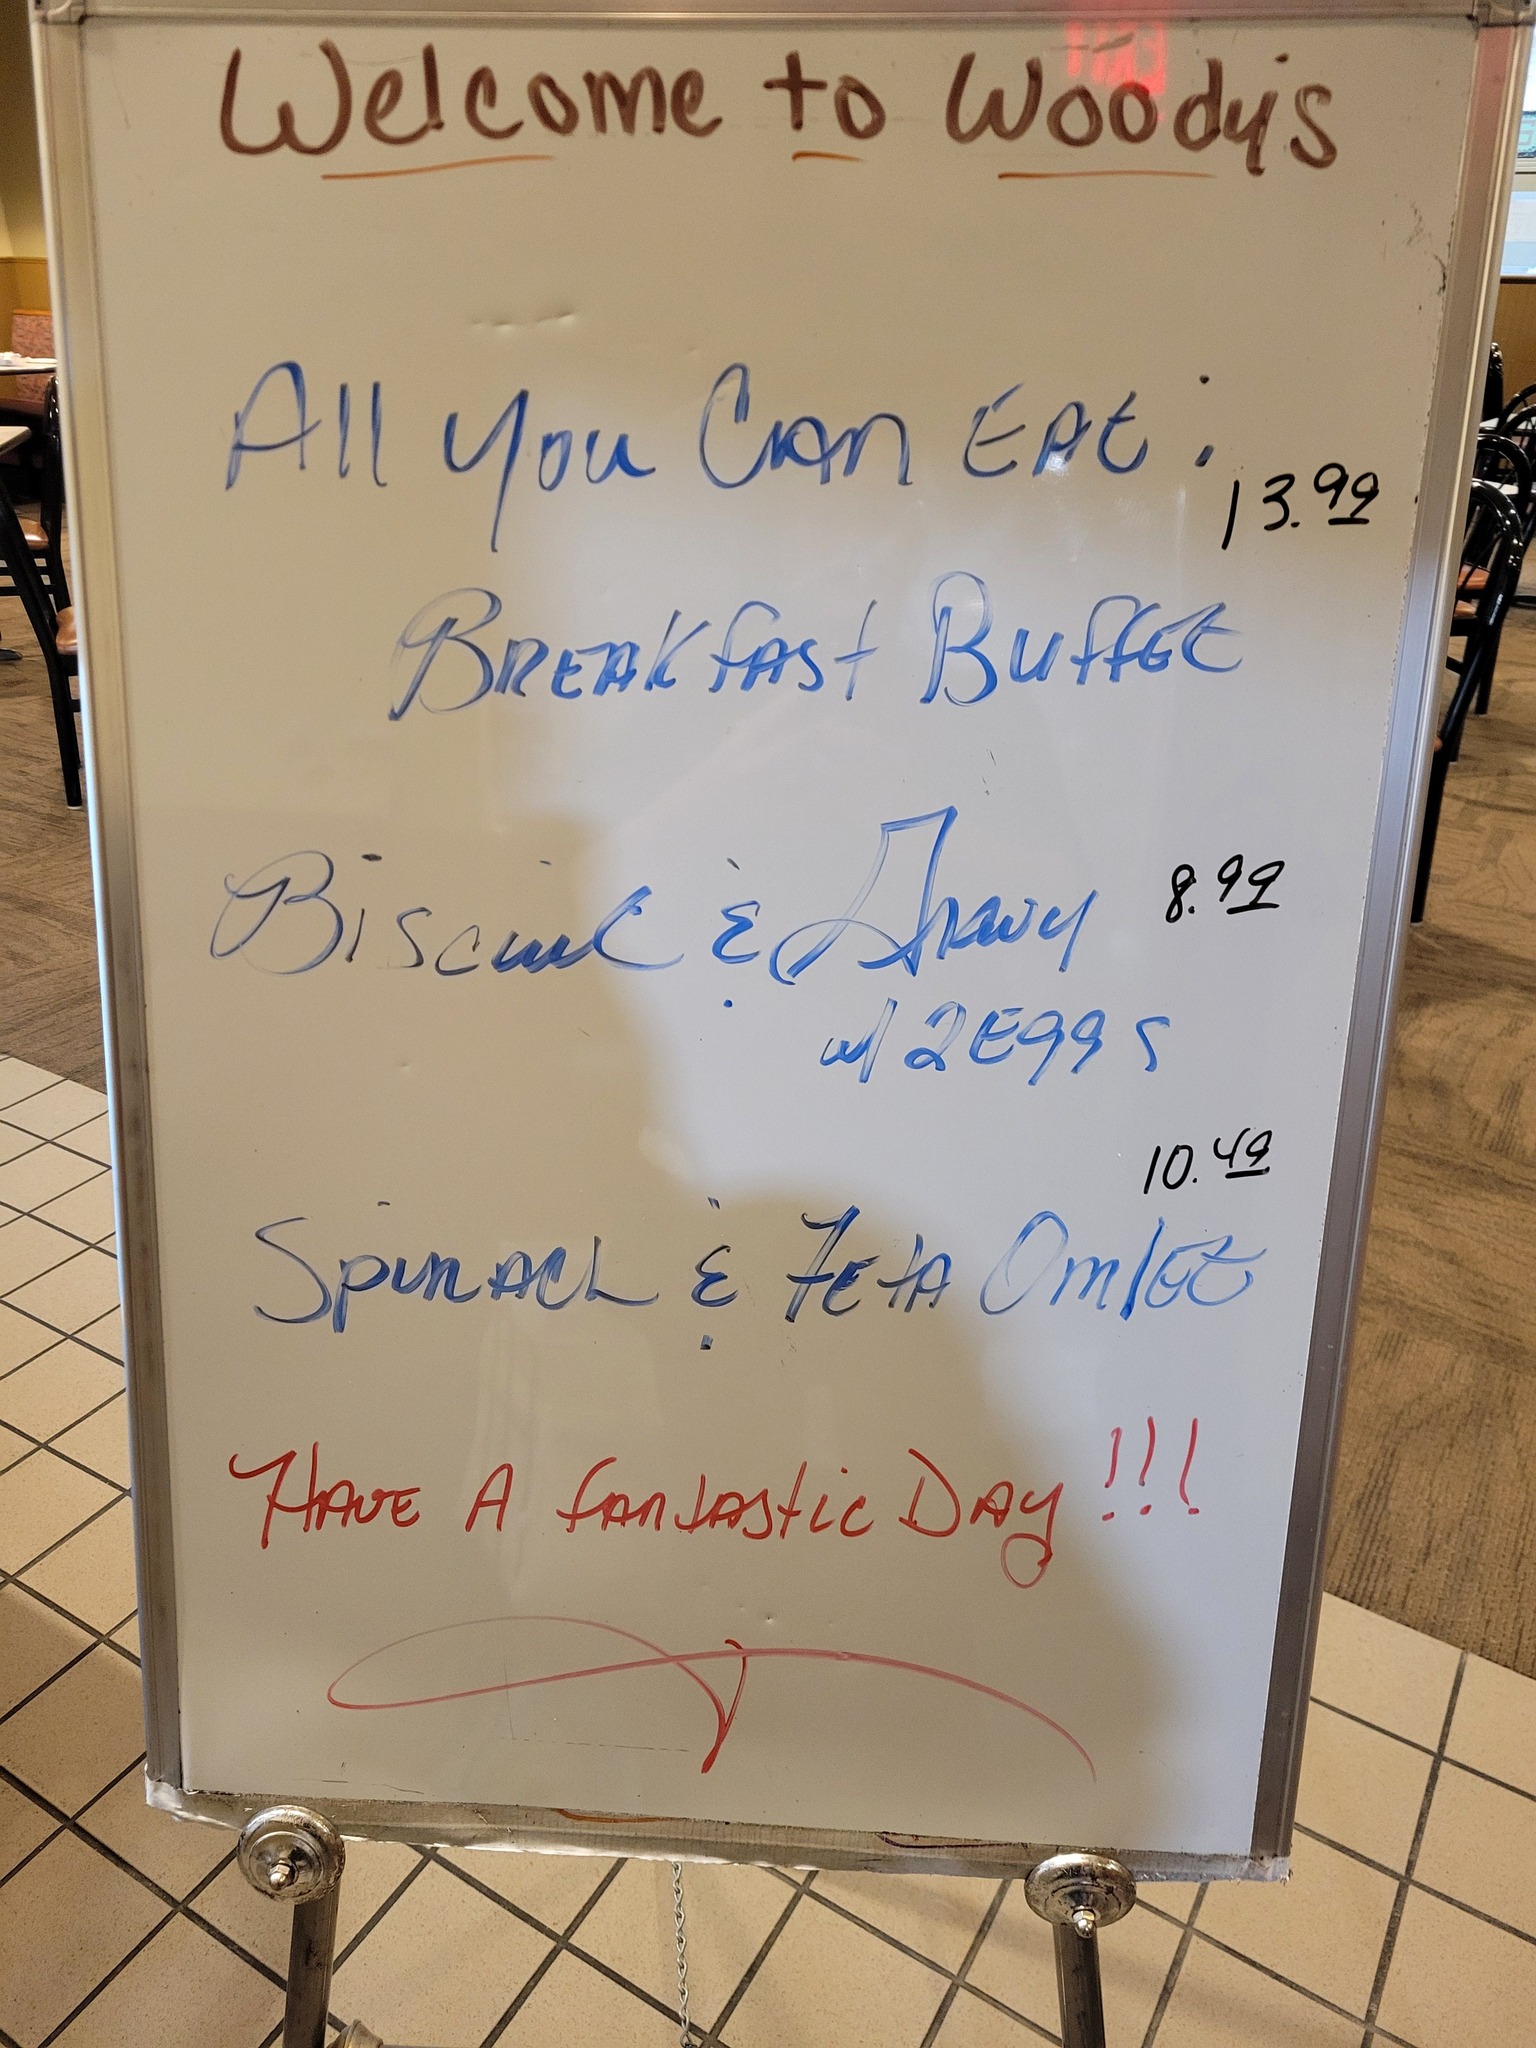 Welcome to Woody's
All You Can Eat :
13.99
Breakfast Buffet
Biscuit & Gravy 8.99
w/ 2 Eggs
10.49
Spinach & Feta Omlet
Have A Fantastic Day!!!